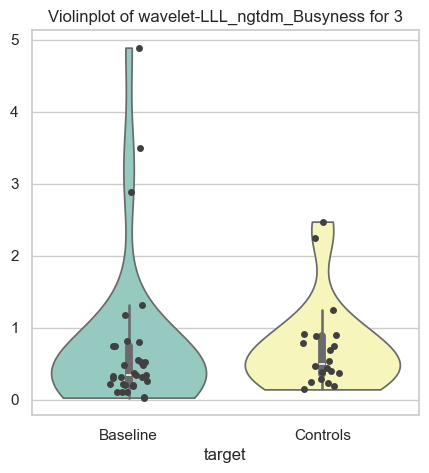 Violinplot of wavelet-LLL_ngtdm_Busyness for 3
5
4
3
2
1
0
Baseline
Controls
target